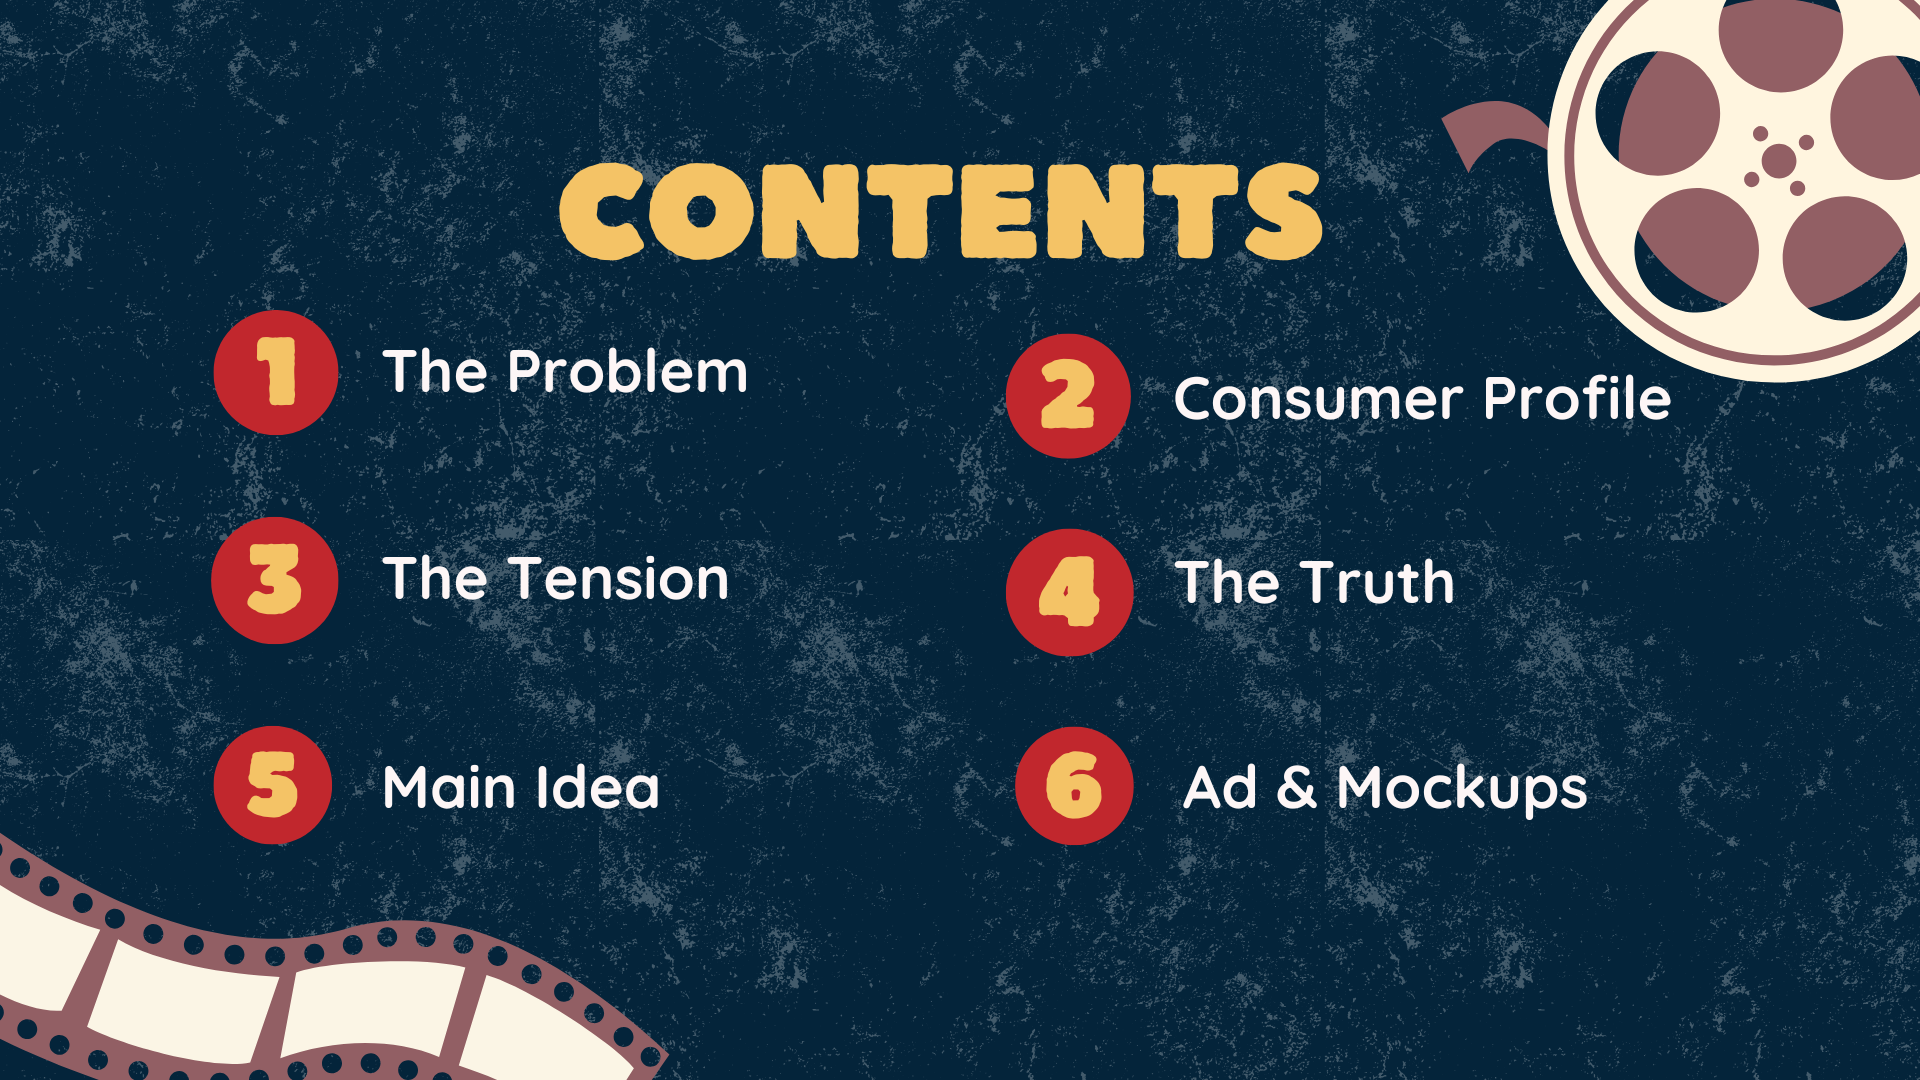 CONTENTS
1 The Problem
2 Consumer Profile
3 The Tension
4 The Truth
5 Main Idea
6 Ad & Mockups